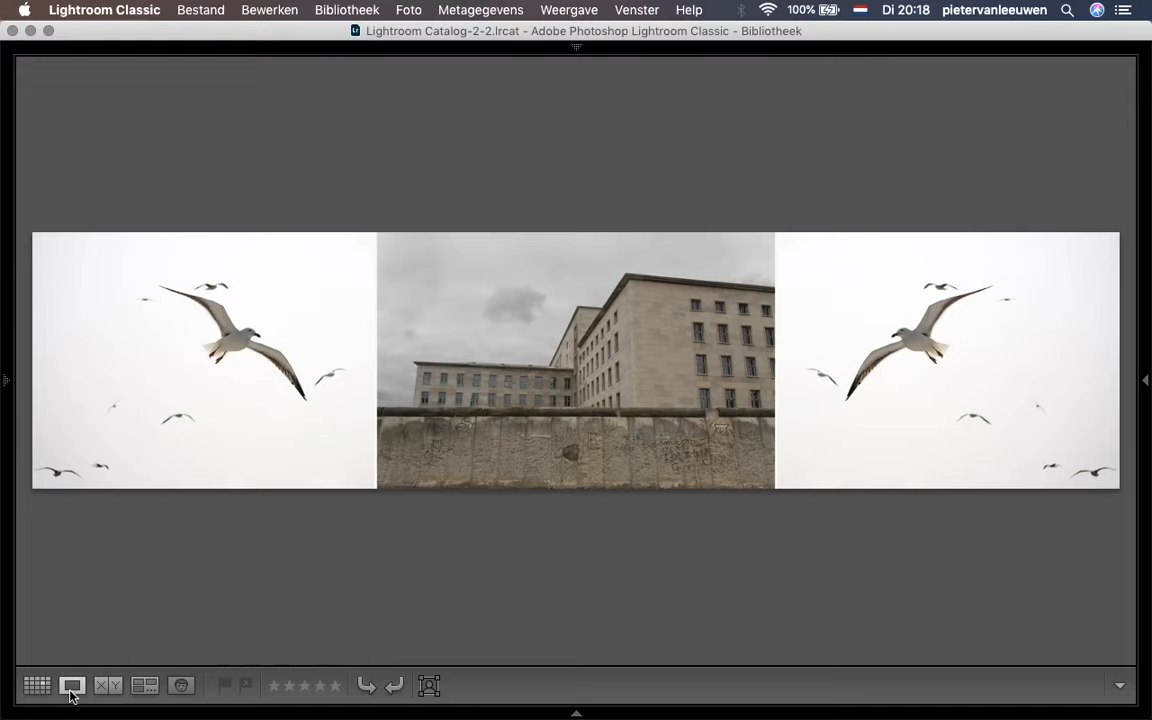 Lightroom Classic Bestand Bewerken Bibliotheek Foto Metagegevens Weergave Venster Help 100% Di 20:18 pietervanleeuwen
Lightroom Catalog-2-2.lrcat - Adobe Photoshop Lightroom Classic - Bibliotheek
XY